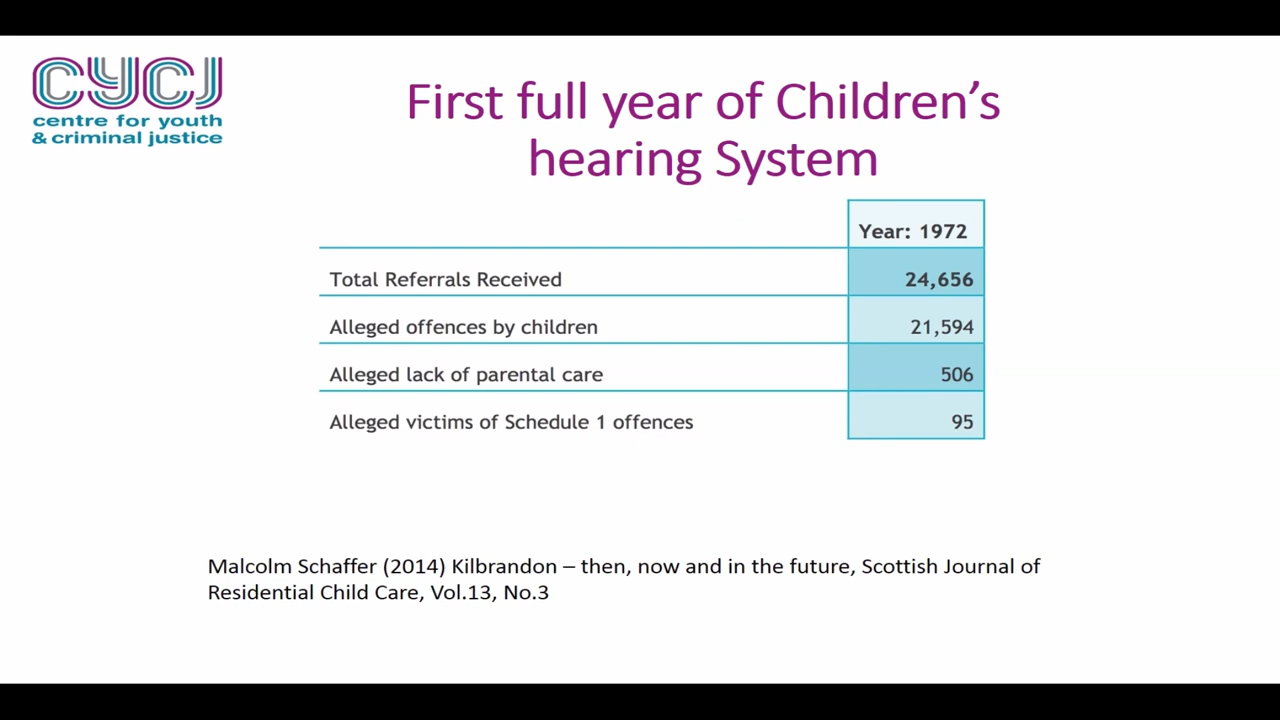 CYCJ
centre for youth
& criminal justice
First full year of Children's
hearing System
Year: 1972
Total Referrals Received 24,656
Alleged offences by children 21,594
Alleged lack of parental care 506
Alleged victims of Schedule 1 offences 95
Malcolm Schaffer (2014) Kilbrandon – then, now and in the future, Scottish Journal of
Residential Child Care, Vol.13, No.3